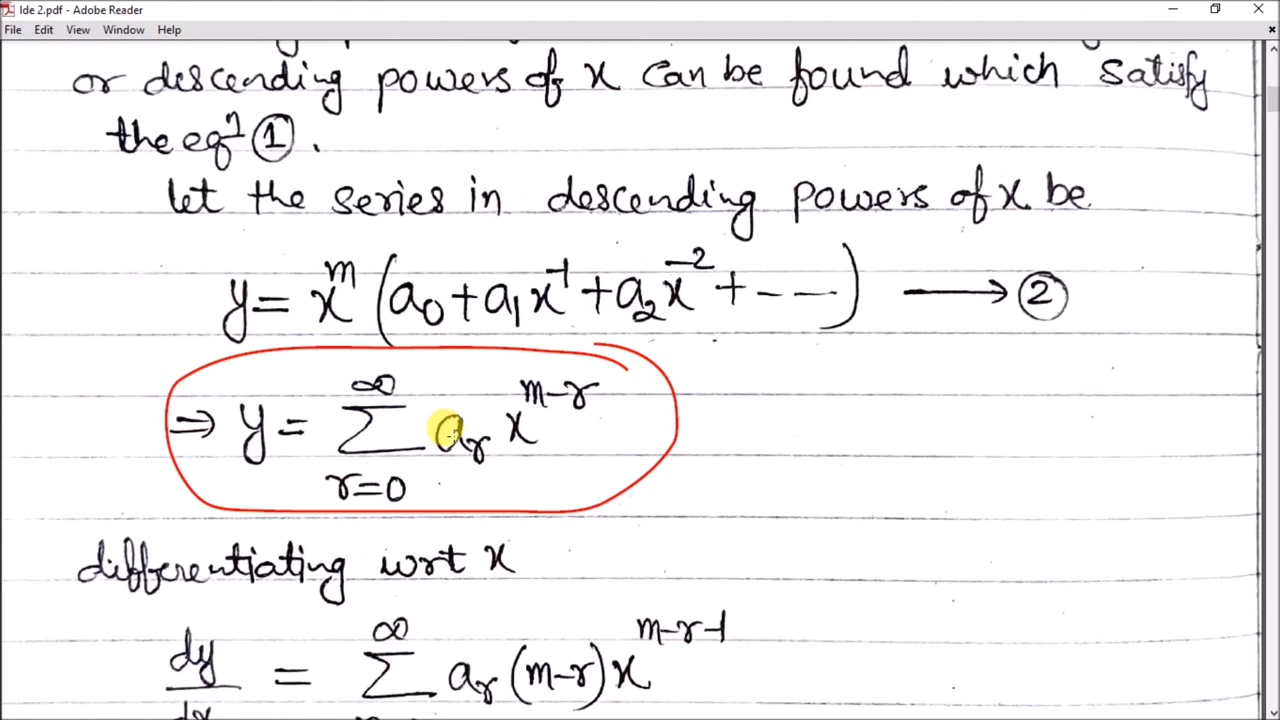 Ide 2.pdf - Adobe Reader
File Edit View Window Help
or descending powers of x can be found which satisfy
the eqⁿ ① .
let the series in descending powers of x be
y = x^m (a₀ + a₁x⁻¹ + a₂x⁻² + -----) ⟶ ②
⇒ y = ∑_{r=0}^{∞} a_r x^{m-r}
differentiating wrt x
dy/dx = ∑^{∞} a_r (m-r) x^{m-r-1}